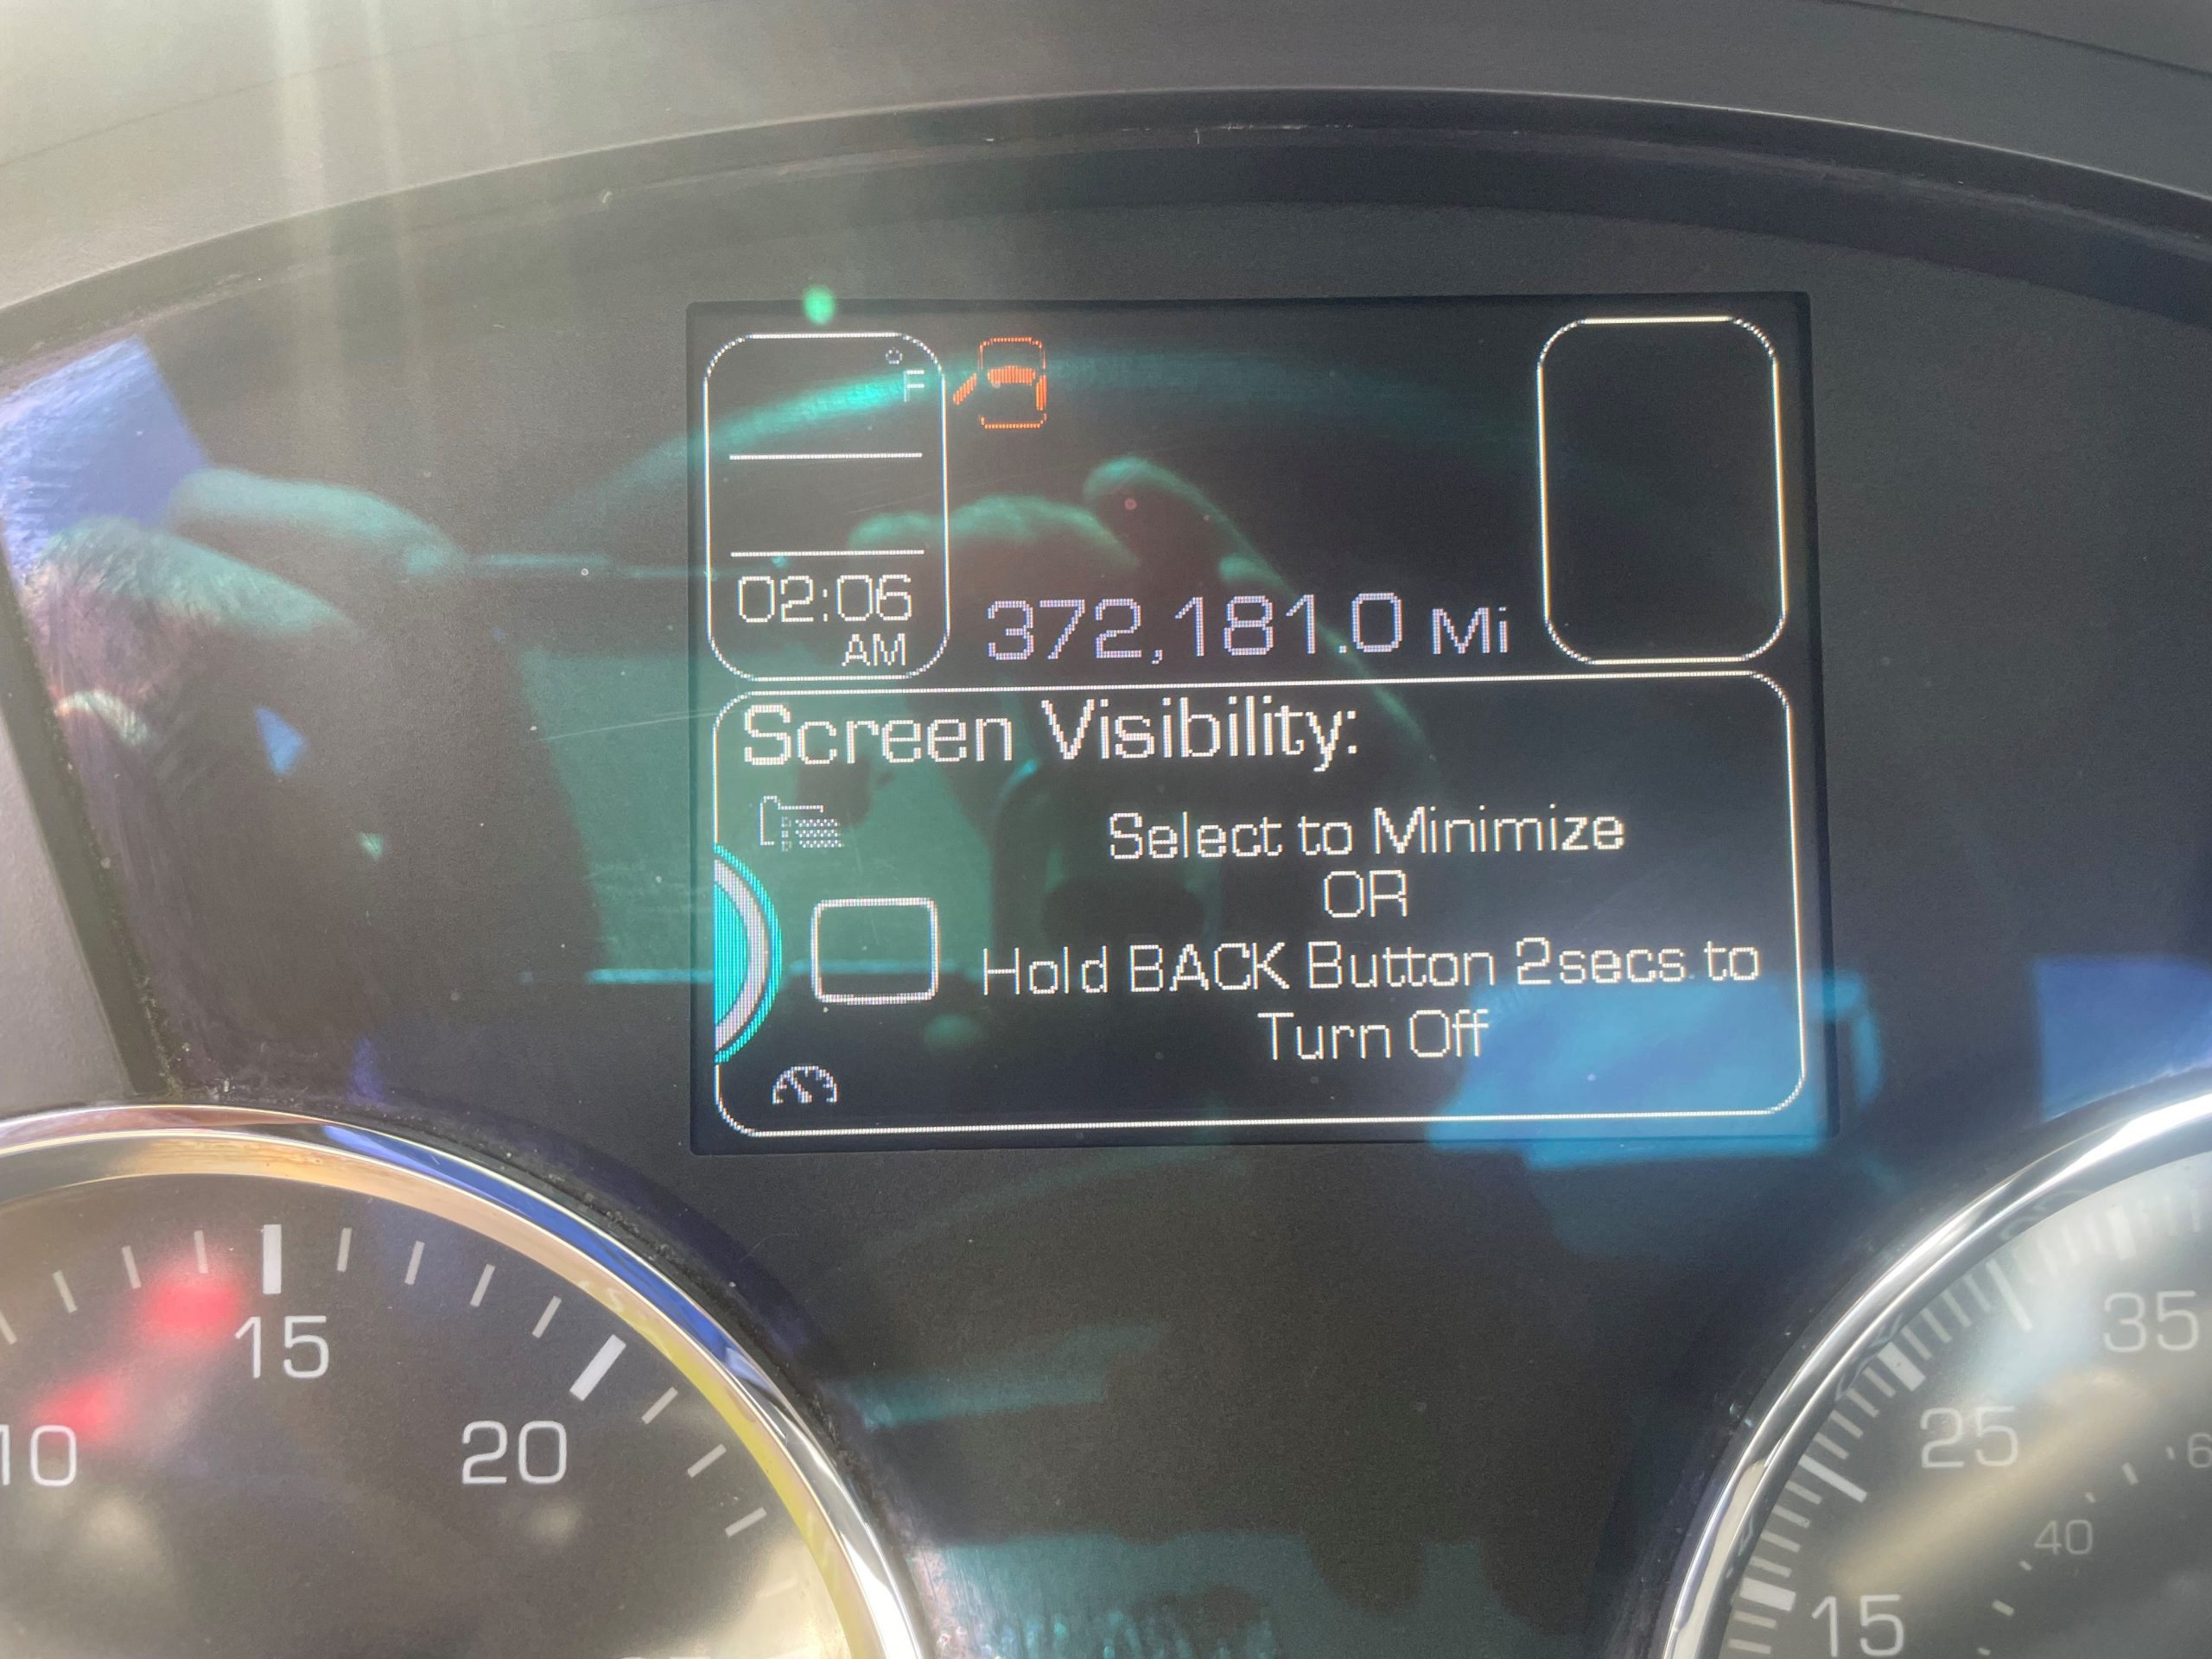 °F
02:06
AM
372,181.0 Mi
Screen Visibility:
Select to Minimize
OR
Hold BACK Button 2secs to
Turn Off
10
15
20
15
25
35
40
6